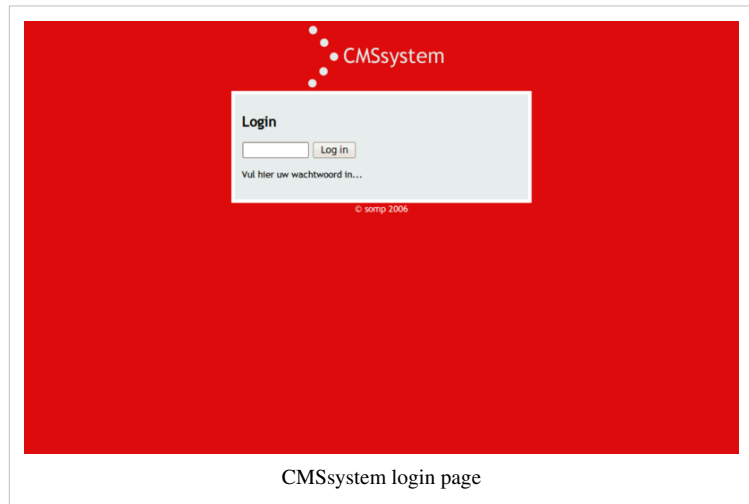 CMSsystem
Login
Log in
Vul hier uw wachtwoord in...
© somp 2006
CMSsystem login page